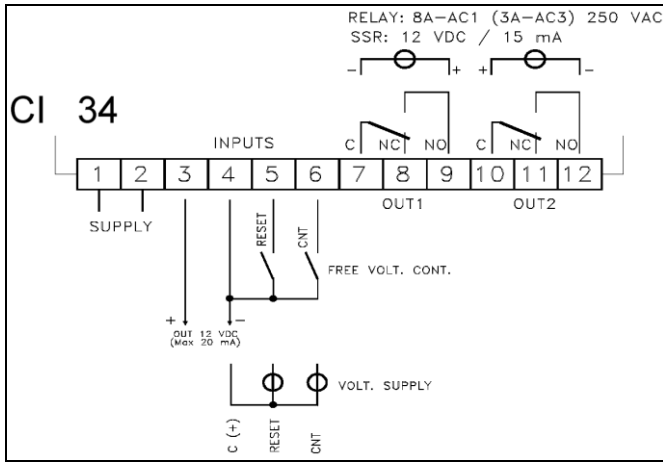 RELAY: 8A-AC1 (3A-AC3) 250 VAC
SSR: 12 VDC / 15 mA
- + + -
CI 34
INPUTS
C NC NO C NC NO
1 2 3 4 5 6 7 8 9 10 11 12
SUPPLY
OUT1 OUT2
RESET
CNT
FREE VOLT. CONT.
+ -
OUT 12 VDC
(Max 20 mA)
VOLT. SUPPLY
C (+)
RESET
CNT